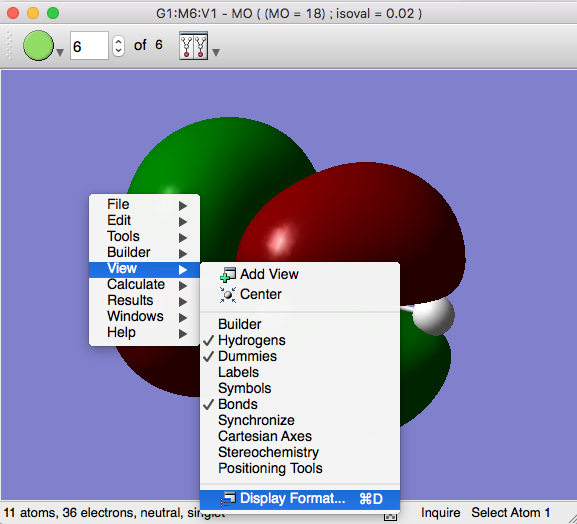 G1:M6:V1 - MO ( (MO = 18) ; isoval = 0.02 )
6 of 6
File
Edit
Tools
Builder
View
Calculate
Results
Windows
Help
Add View
Center
Builder
Hydrogens
Dummies
Labels
Symbols
Bonds
Synchronize
Cartesian Axes
Stereochemistry
Positioning Tools
Display Format... ⌘D
11 atoms, 36 electrons, neutral, singlet Inquire Select Atom 1